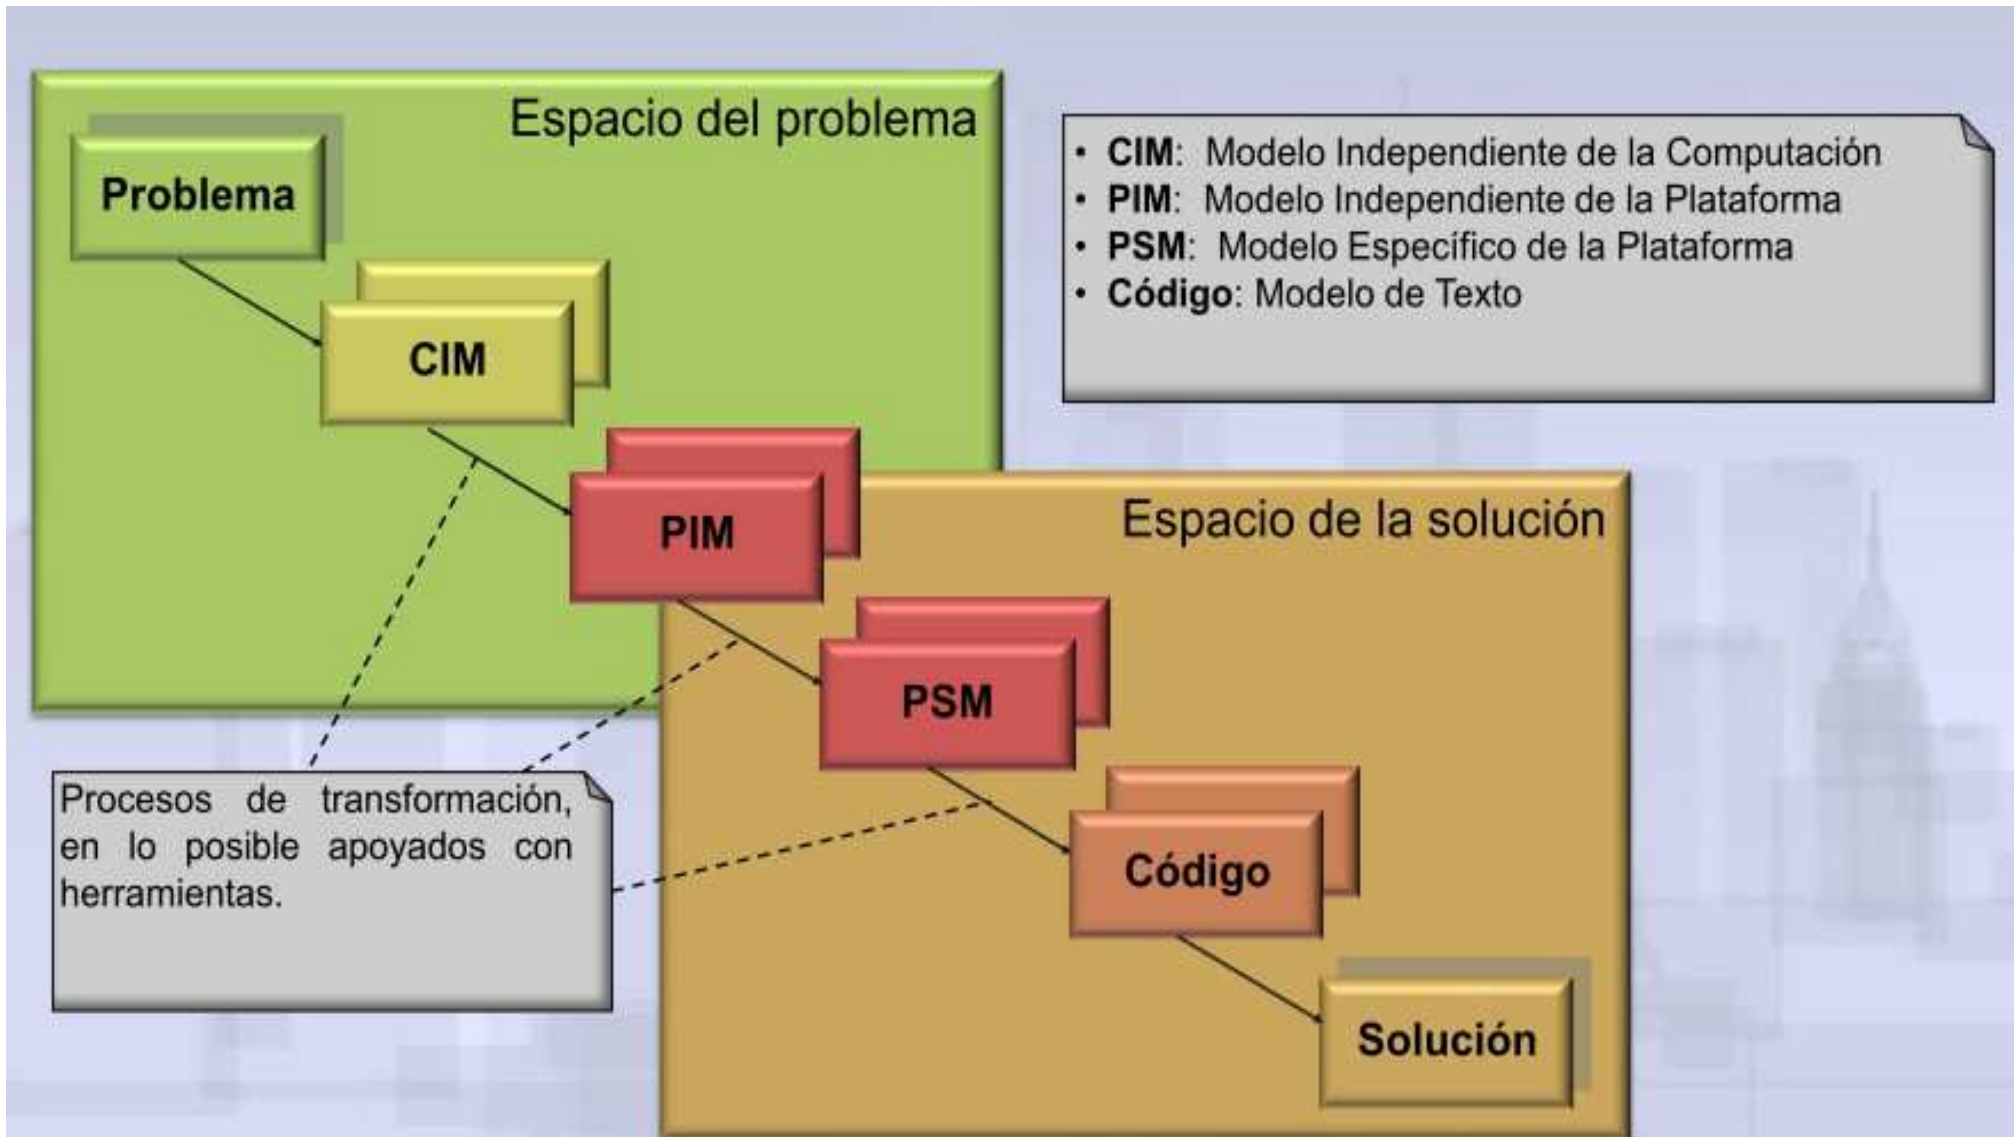 Espacio del problema
Problema
• CIM: Modelo Independiente de la Computación
• PIM: Modelo Independiente de la Plataforma
• PSM: Modelo Específico de la Plataforma
• Código: Modelo de Texto
CIM
PIM
Espacio de la solución
PSM
Procesos de transformación,
en lo posible apoyados con
herramientas.
Código
Solución